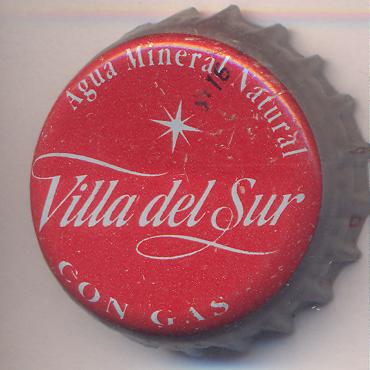 Agua Mineral Natural
Villa del Sur
CON GAS